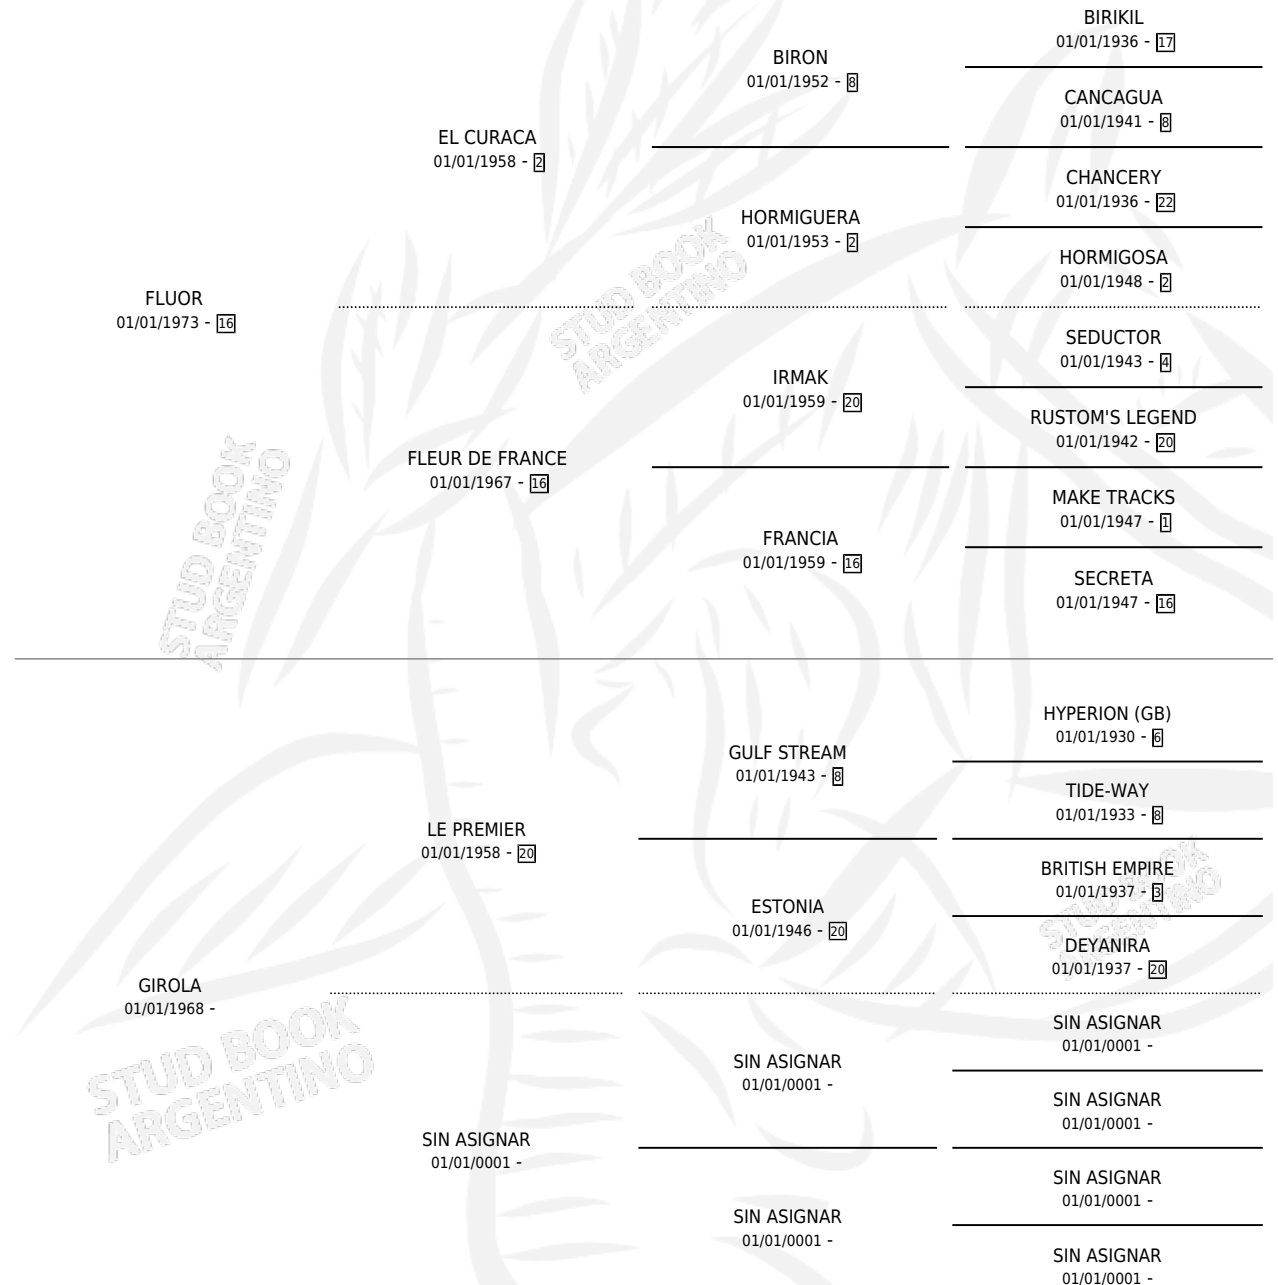 BIRIKIL
01/01/1936 - 17
BIRON
01/01/1952 - 8
CANCAGUA
01/01/1941 - 8
EL CURACA
01/01/1958 - 2
CHANCERY
01/01/1936 - 22
HORMIGUERA
01/01/1953 - 2
HORMIGOSA
01/01/1948 - 2
FLUOR
01/01/1973 - 16
SEDUCTOR
01/01/1943 - 4
IRMAK
01/01/1959 - 20
RUSTOM'S LEGEND
01/01/1942 - 20
FLEUR DE FRANCE
01/01/1967 - 16
MAKE TRACKS
01/01/1947 - 1
FRANCIA
01/01/1959 - 16
SECRETA
01/01/1947 - 16
HYPERION (GB)
01/01/1930 - 6
GULF STREAM
01/01/1943 - 8
TIDE-WAY
01/01/1933 - 8
LE PREMIER
01/01/1958 - 20
BRITISH EMPIRE
01/01/1937 - 3
ESTONIA
01/01/1946 - 20
DEYANIRA
01/01/1937 - 20
GIROLA
01/01/1968 -
SIN ASIGNAR
01/01/0001 -
SIN ASIGNAR
01/01/0001 -
SIN ASIGNAR
01/01/0001 -
SIN ASIGNAR
01/01/0001 -
SIN ASIGNAR
01/01/0001 -
SIN ASIGNAR
01/01/0001 -
SIN ASIGNAR
01/01/0001 -
STUD BOOK
ARGENTINO
STUD BOOK
ARGENTINO
STUD BOOK
ARGENTINO
STUD BOOK
ARGENTINO